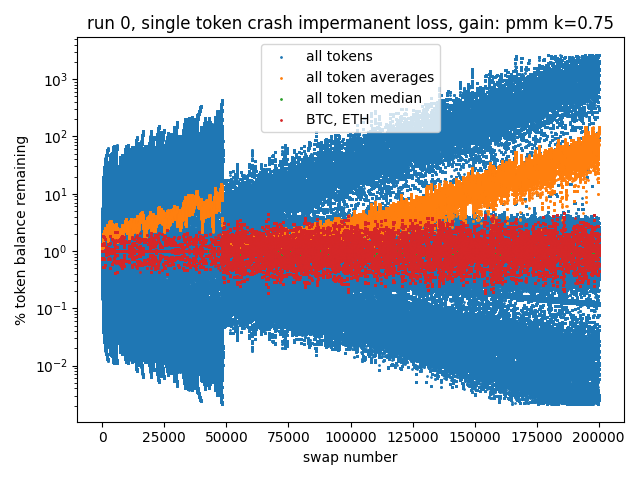 run 0, single token crash impermanent loss, gain: pmm k=0.75
all tokens
all token averages
all token median
BTC, ETH
% token balance remaining
10³
10²
10¹
10⁰
10⁻¹
10⁻²
0 25000 50000 75000 100000 125000 150000 175000 200000
swap number